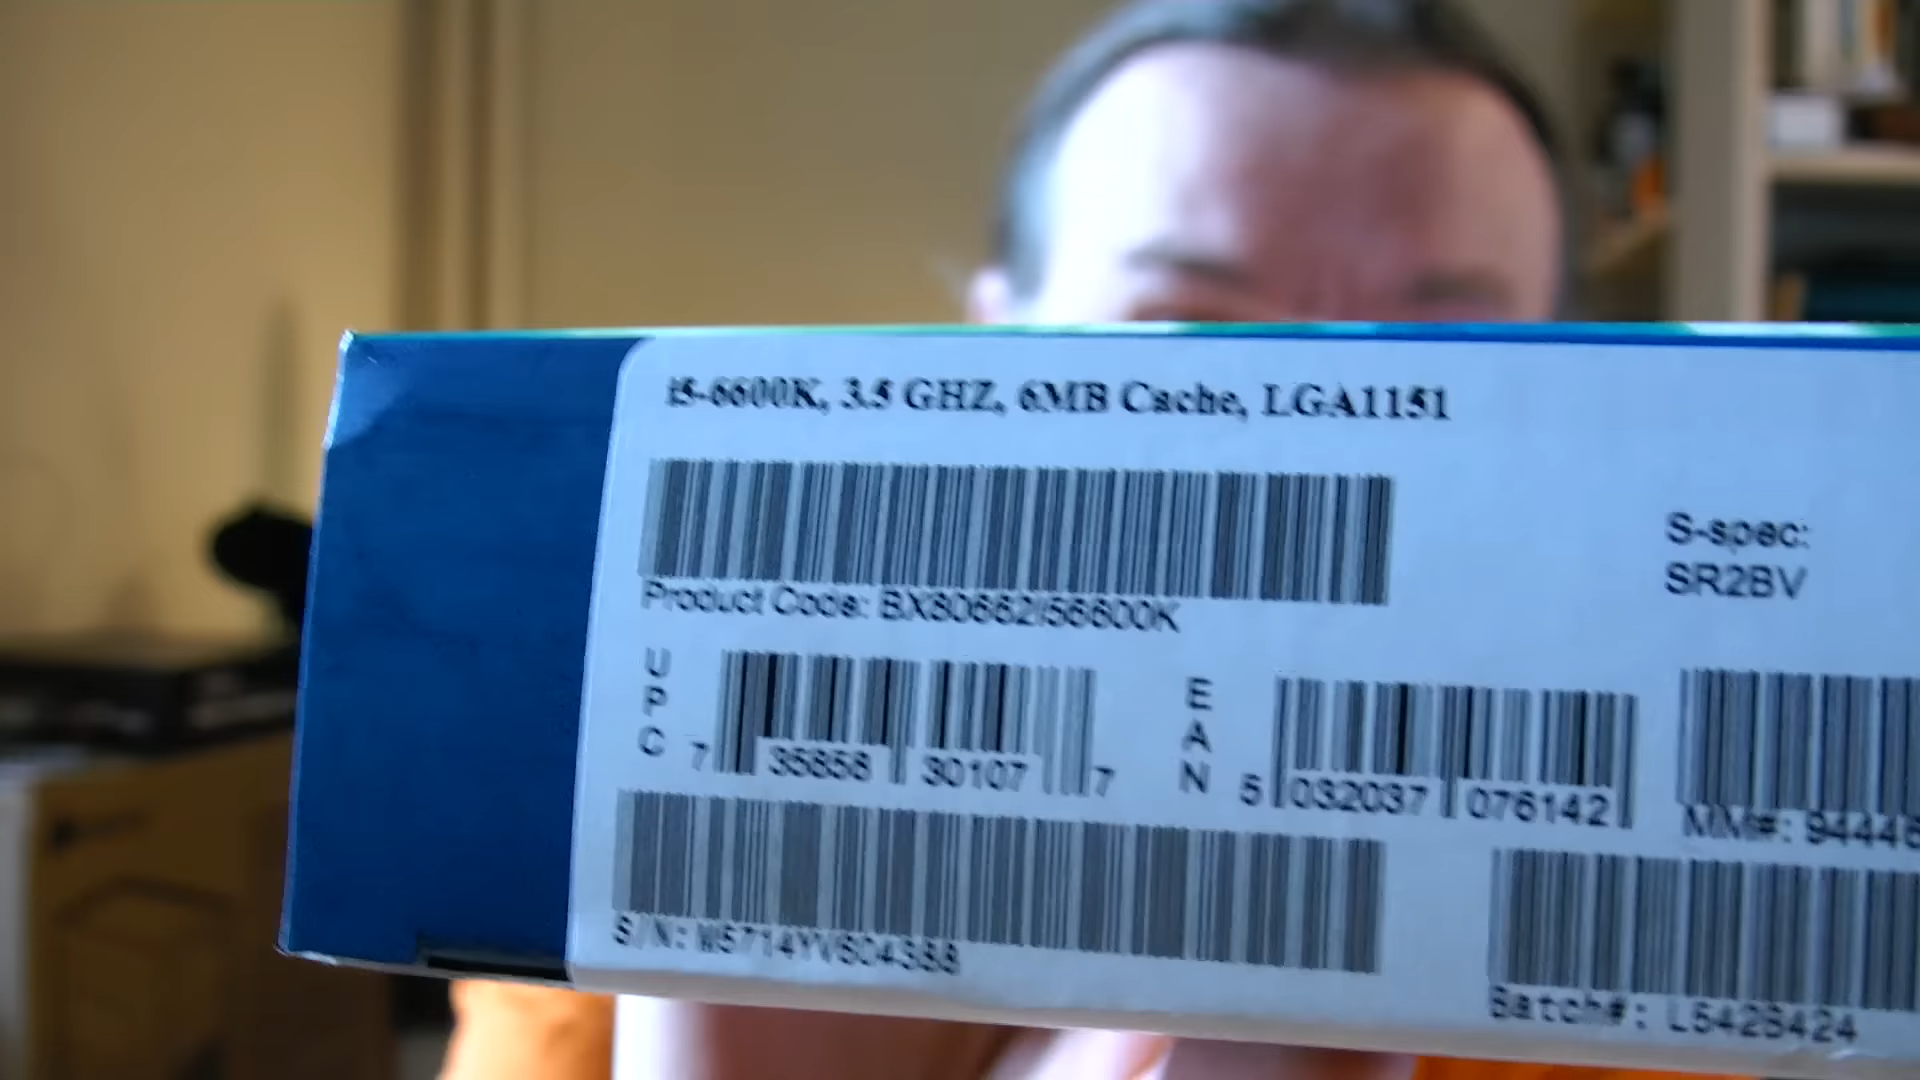 i5-6600K, 3.5 GHZ, 6MB Cache, LGA1151
S-spec:
SR2BV
Product Code: BX80662I56600K
UPC 7 35858 30107 7
EAN 5 032037 076142
MM#:
S/N:
Batch#: L542B424